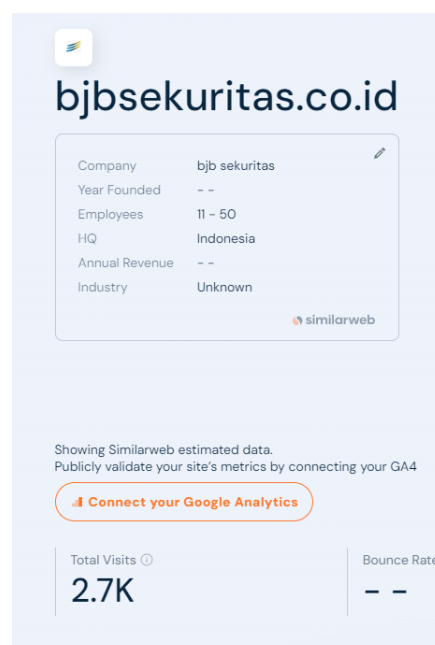 bjbsekuritas.co.id
Company bjb sekuritas
Year Founded - -
Employees 11 - 50
HQ Indonesia
Annual Revenue - -
Industry Unknown
similarweb
Showing Similarweb estimated data.
Publicly validate your site's metrics by connecting your GA4
Connect your Google Analytics
Total Visits Bounce Rate
2.7K - -